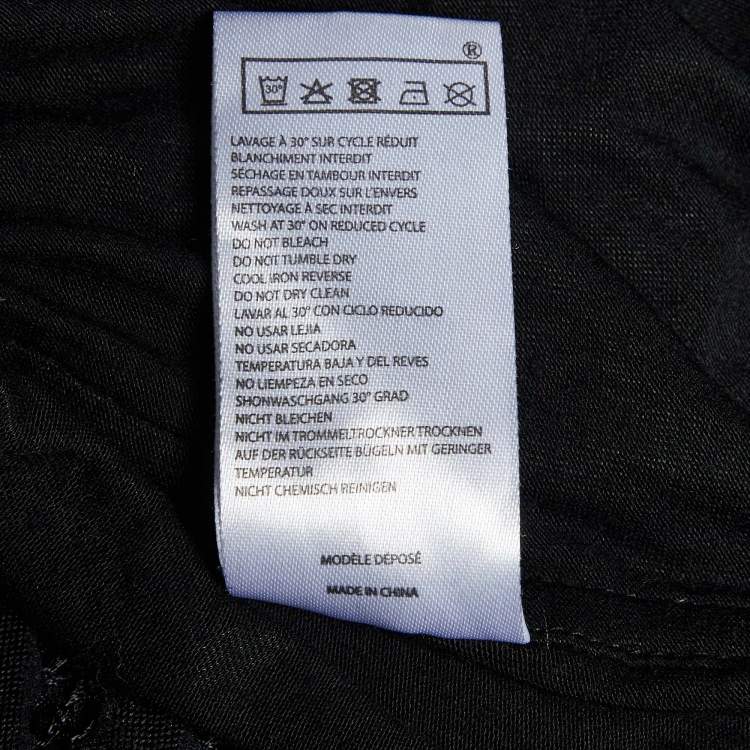 ®
30°
LAVAGE À 30° SUR CYCLE RÉDUIT
BLANCHIMENT INTERDIT
SÉCHAGE EN TAMBOUR INTERDIT
REPASSAGE DOUX SUR L'ENVERS
NETTOYAGE À SEC INTERDIT
WASH AT 30° ON REDUCED CYCLE
DO NOT BLEACH
DO NOT TUMBLE DRY
COOL IRON REVERSE
DO NOT DRY CLEAN
LAVAR AL 30° CON CICLO REDUCIDO
NO USAR LEJIA
NO USAR SECADORA
TEMPERATURA BAJA Y DEL REVES
NO LIEMPEZA EN SECO
SHONWASCHGANG 30° GRAD
NICHT BLEICHEN
NICHT IM TROMMELTROCKNER TROCKNEN
AUF DER RÜCKSEITE BÜGELN MIT GERINGER
TEMPERATUR
NICHT CHEMISCH REINIGEN
MODÈLE DÉPOSÉ
MADE IN CHINA